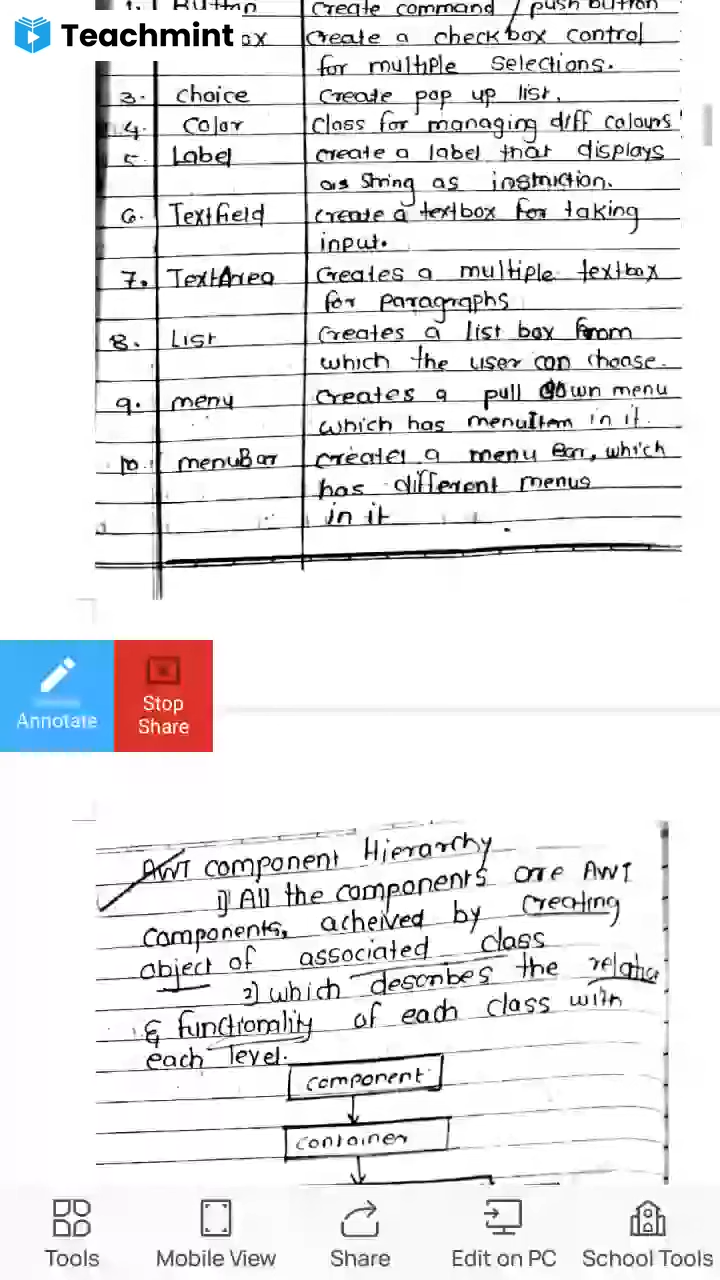 1. Button Create command / push button
Teachmint
ox Create a check box control
for multiple selections.
3. choice Create pop up list.
4. Color Class for managing diff colours
5. Label create a label that displays
as string as instruction.
6. Textfield create a textbox for taking
input.
7. TextArea Creates a multiple textbox
for paragraphs
8. List Creates a list box from
which the user can choose.
9. menu Creates a pull down menu
which has menuItem in it.
10. menuBar creates a menu Bar, which
has different menus
in it
Annotate
Stop
Share
AWT component Hierarchy
1) All the components are AWT
components, acheived by creating
object of associated class
2) which describes the
& functionality of each class with
each level.
component
container
Tools Mobile View Share Edit on PC School Tools